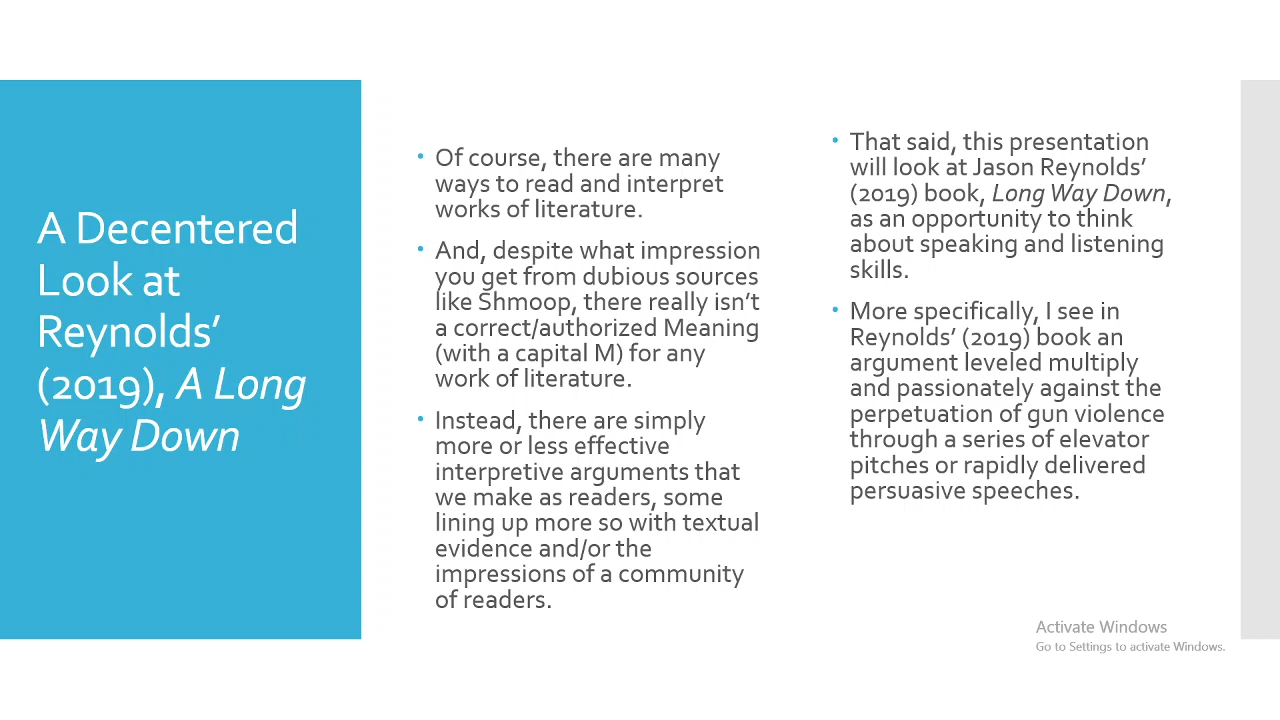 A Decentered
Look at
Reynolds’
(2019), A Long
Way Down
• Of course, there are many
ways to read and interpret
works of literature.
• And, despite what impression
you get from dubious sources
like Shmoop, there really isn’t
a correct/authorized Meaning
(with a capital M) for any
work of literature.
• Instead, there are simply
more or less effective
interpretive arguments that
we make as readers, some
lining up more so with textual
evidence and/or the
impressions of a community
of readers.
• That said, this presentation
will look at Jason Reynolds’
(2019) book, Long Way Down,
as an opportunity to think
about speaking and listening
skills.
• More specifically, I see in
Reynolds’ (2019) book an
argument leveled multiply
and passionately against the
perpetuation of gun violence
through a series of elevator
pitches or rapidly delivered
persuasive speeches.
Activate Windows
Go to Settings to activate Windows.